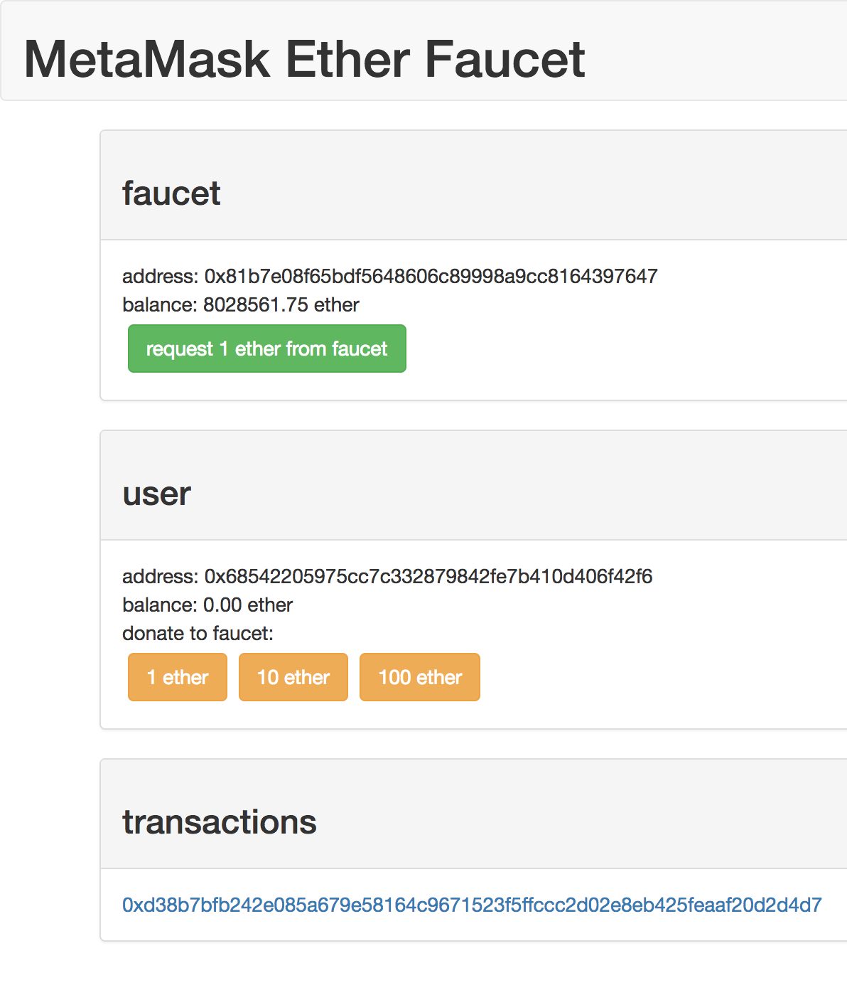 MetaMask Ether Faucet
faucet
address: 0x81b7e08f65bdf5648606c89998a9cc8164397647
balance: 8028561.75 ether
request 1 ether from faucet
user
address: 0x68542205975cc7c332879842fe7b410d406f42f6
balance: 0.00 ether
donate to faucet:
1 ether 10 ether 100 ether
transactions
0xd38b7bfb242e085a679e58164c9671523f5ffccc2d02e8eb425feaaf20d2d4d7